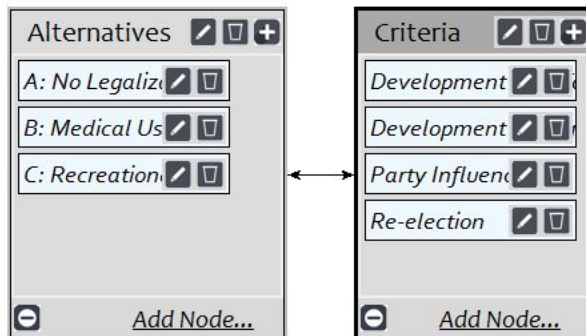 Alternatives
A: No Legaliz
B: Medical Us
C: Recreation
Add Node...
Criteria
Development
Development
Party Influen
Re-election
Add Node...